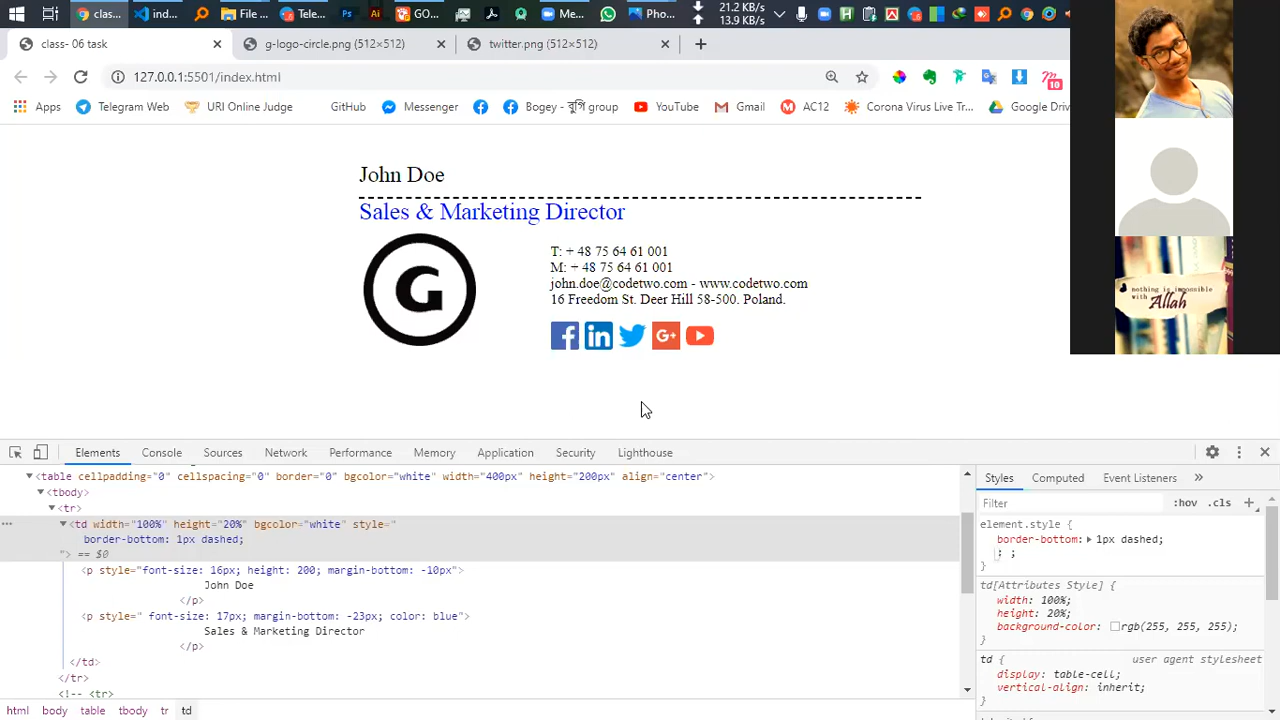 clas: ind: File Tele GO Me Pho 21.2 KB/s
13.9 KB/s
class- 06 task g-logo-circle.png (512×512) twitter.png (512×512)
127.0.0.1:5501/index.html
10
Apps Telegram Web URI Online Judge GitHub Messenger Bogey - বুগি group YouTube Gmail AC12 Corona Virus Live Tr... Google Driv
John Doe
Sales & Marketing Director
G
T: + 48 75 64 61 001
M: + 48 75 64 61 001
john.doe@codetwo.com - www.codetwo.com
16 Freedom St. Deer Hill 58-500. Poland.
nothing is impossible
with Allah
Elements Console Sources Network Performance Memory Application Security Lighthouse
<table cellpadding="0" cellspacing="0" border="0" bgcolor="white" width="400px" height="200px" align="center">
<tbody>
<tr>
<td width="100%" height="20%" bgcolor="white" style="
border-bottom: 1px dashed;
"> == $0
<p style="font-size: 16px; height: 200; margin-bottom: -10px">
John Doe
</p>
<p style=" font-size: 17px; margin-bottom: -23px; color: blue">
Sales & Marketing Director
</p>
</td>
</tr>
<!-- <tr>
html body table tbody tr td
Styles Computed Event Listeners »
Filter :hov .cls +
element.style {
border-bottom: 1px dashed;
: ;
}
td[Attributes Style] {
width: 100%;
height: 20%;
background-color: rgb(255, 255, 255);
}
td { user agent stylesheet
display: table-cell;
vertical-align: inherit;
}